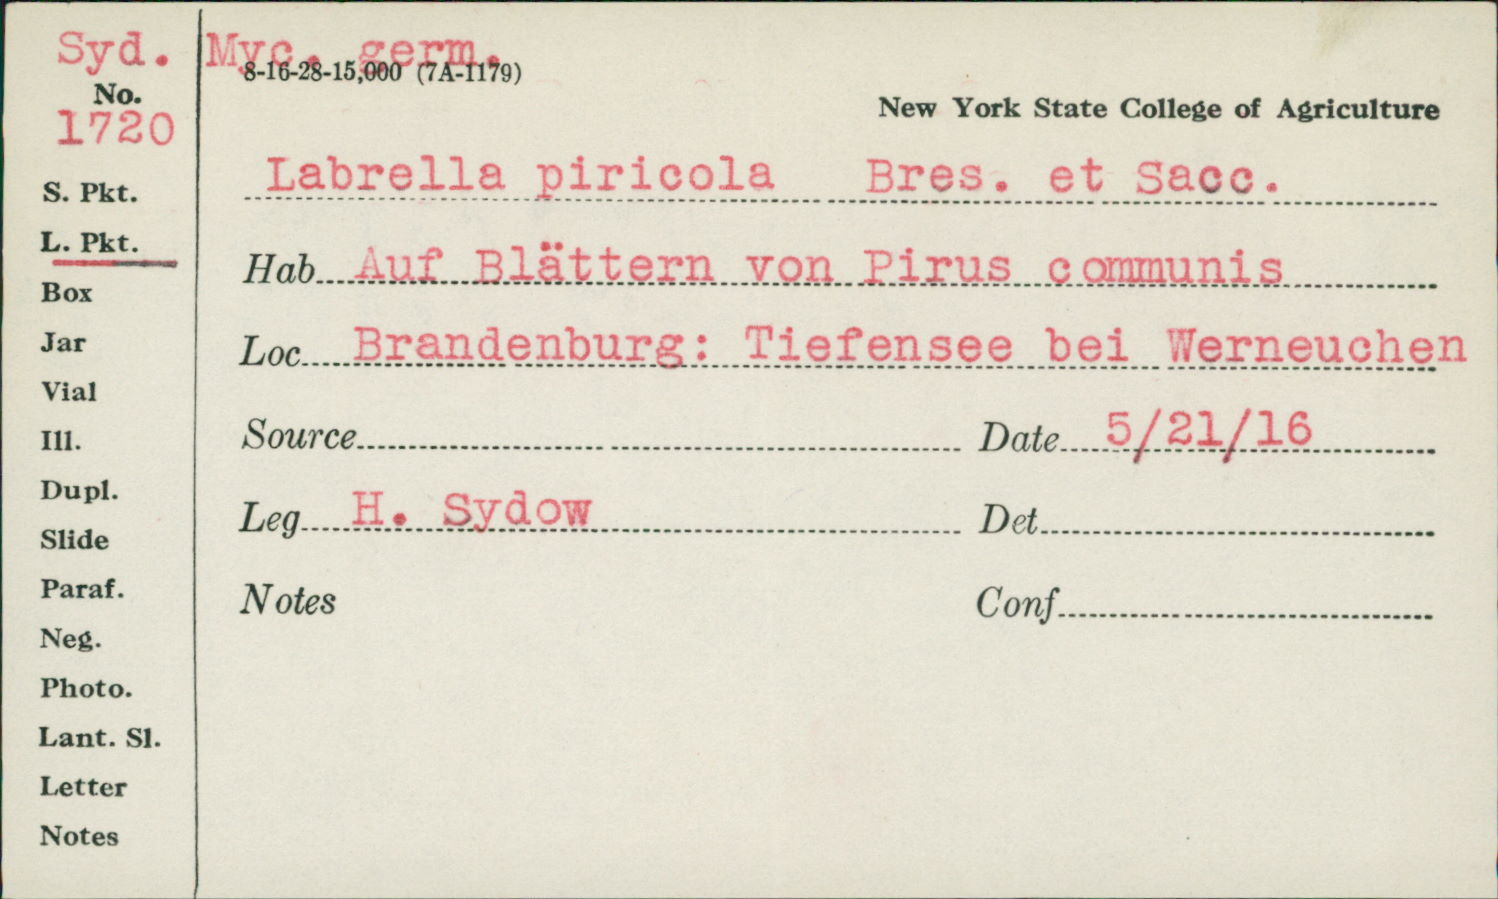 Syd. Myc. germ.
8-16-28-15,000 (7A-1179)
No.
1720
New York State College of Agriculture
Labrella piricola Bres. et Sacc.
S. Pkt.
L. Pkt.
Box
Jar
Vial
Ill.
Dupl.
Slide
Paraf.
Neg.
Photo.
Lant. Sl.
Letter
Notes
Hab Auf Blättern von Pirus communis
Loc Brandenburg: Tiefensee bei Werneuchen
Source Date 5/21/16
Leg H. Sydow Det
Notes Conf